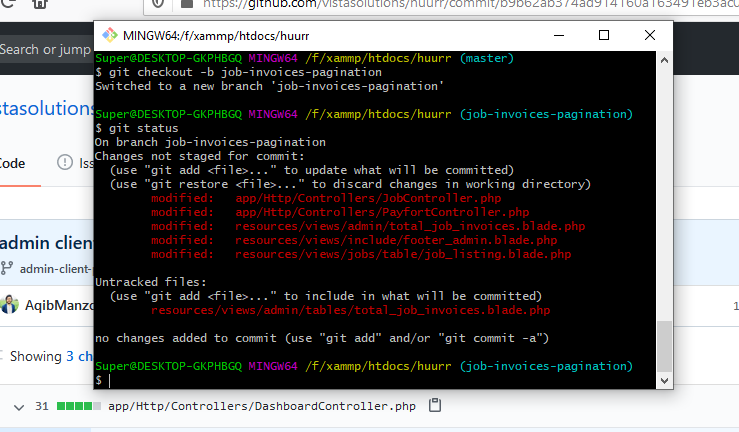 https://github.com/vistasolutions/huurr/commit/b9b62ab374ad914160a163491eb3acu
MINGW64:/f/xammp/htdocs/huurr
Search or jump
stasolutions
Code
Iss
admin client
admin-client-
AqibManzo
Showing 3 ch
Super@DESKTOP-GKPHBGQ MINGW64 /f/xammp/htdocs/huurr (master)
$ git checkout -b job-invoices-pagination
Switched to a new branch 'job-invoices-pagination'
Super@DESKTOP-GKPHBGQ MINGW64 /f/xammp/htdocs/huurr (job-invoices-pagination)
$ git status
On branch job-invoices-pagination
Changes not staged for commit:
(use "git add <file>..." to update what will be committed)
(use "git restore <file>..." to discard changes in working directory)
modified: app/Http/Controllers/JobController.php
modified: app/Http/Controllers/PayfortController.php
modified: resources/views/admin/total_job_invoices.blade.php
modified: resources/views/include/footer_admin.blade.php
modified: resources/views/jobs/table/job_listing.blade.php
Untracked files:
(use "git add <file>..." to include in what will be committed)
resources/views/admin/tables/total_job_invoices.blade.php
no changes added to commit (use "git add" and/or "git commit -a")
Super@DESKTOP-GKPHBGQ MINGW64 /f/xammp/htdocs/huurr (job-invoices-pagination)
$
1
31 app/Http/Controllers/DashboardController.php